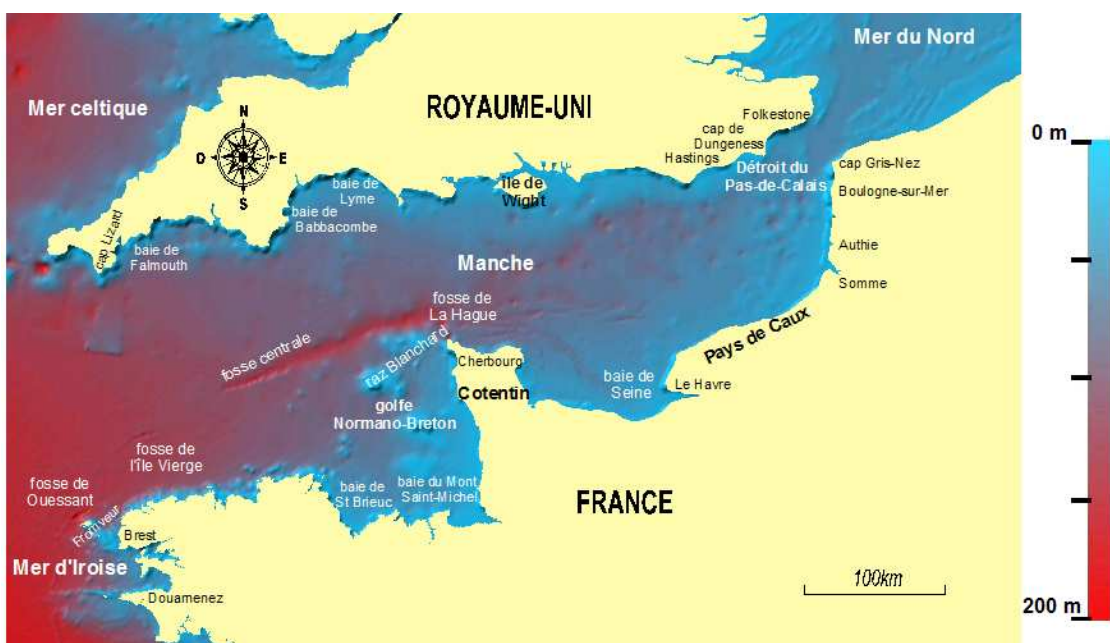 Mer du Nord
Mer celtique
ROYAUME-UNI
Folkestone
cap de
Dungeness
Hastings
Détroit du
Pas-de-Calais
cap Gris-Nez
Boulogne-sur-Mer
N
O
E
S
baie de
Lyme
île de
Wight
baie de
Babbacombe
cap Lizard
baie de
Falmouth
Authie
Manche
Somme
fosse de
La Hague
fosse centrale
raz Blanchard
Pays de Caux
Cherbourg
baie de
Seine
Le Havre
Cotentin
golfe
Normano-Breton
fosse de
l'île Vierge
fosse de
Ouessant
baie de
St Brieuc
baie du Mont
Saint-Michel
FRANCE
Fromveur
Brest
Mer d'Iroise
Douarnenez
100km
0 m
200 m